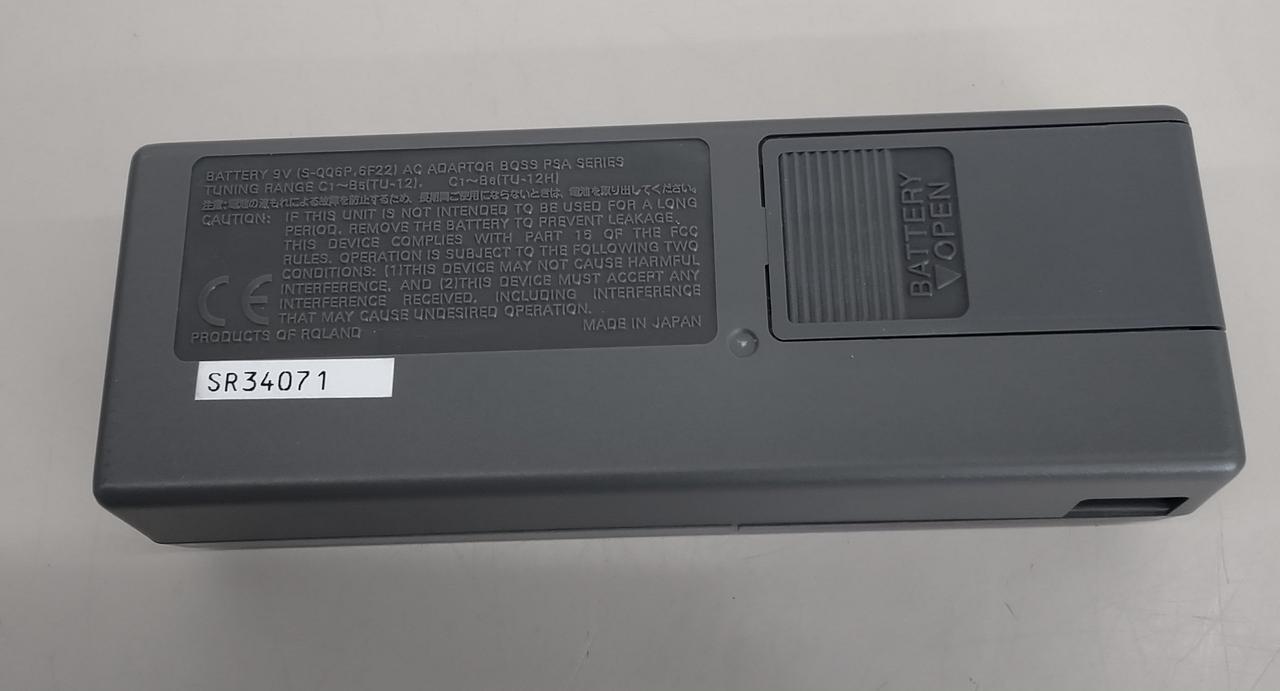 BATTERY 9V (S-006P,6F22) AC ADAPTOR BOSS PSA SERIES
TUNING RANGE C1～B5(TU-12), C1～B6(TU-12H)
注意:電池の液もれによる故障を防止するため、長期間ご使用にならないときは、電池を取り出してください。
CAUTION: IF THIS UNIT IS NOT INTENDED TO BE USED FOR A LONG
PERIOD, REMOVE THE BATTERY TO PREVENT LEAKAGE.
THIS DEVICE COMPLIES WITH PART 15 OF THE FCC
RULES. OPERATION IS SUBJECT TO THE FOLLOWING TWO
CONDITIONS: (1)THIS DEVICE MAY NOT CAUSE HARMFUL
INTERFERENCE, AND (2)THIS DEVICE MUST ACCEPT ANY
INTERFERENCE RECEIVED, INCLUDING INTERFERENCE
THAT MAY CAUSE UNDESIRED OPERATION.
CE
PRODUCTS OF ROLAND MADE IN JAPAN
SR34071
BATTERY
▽OPEN